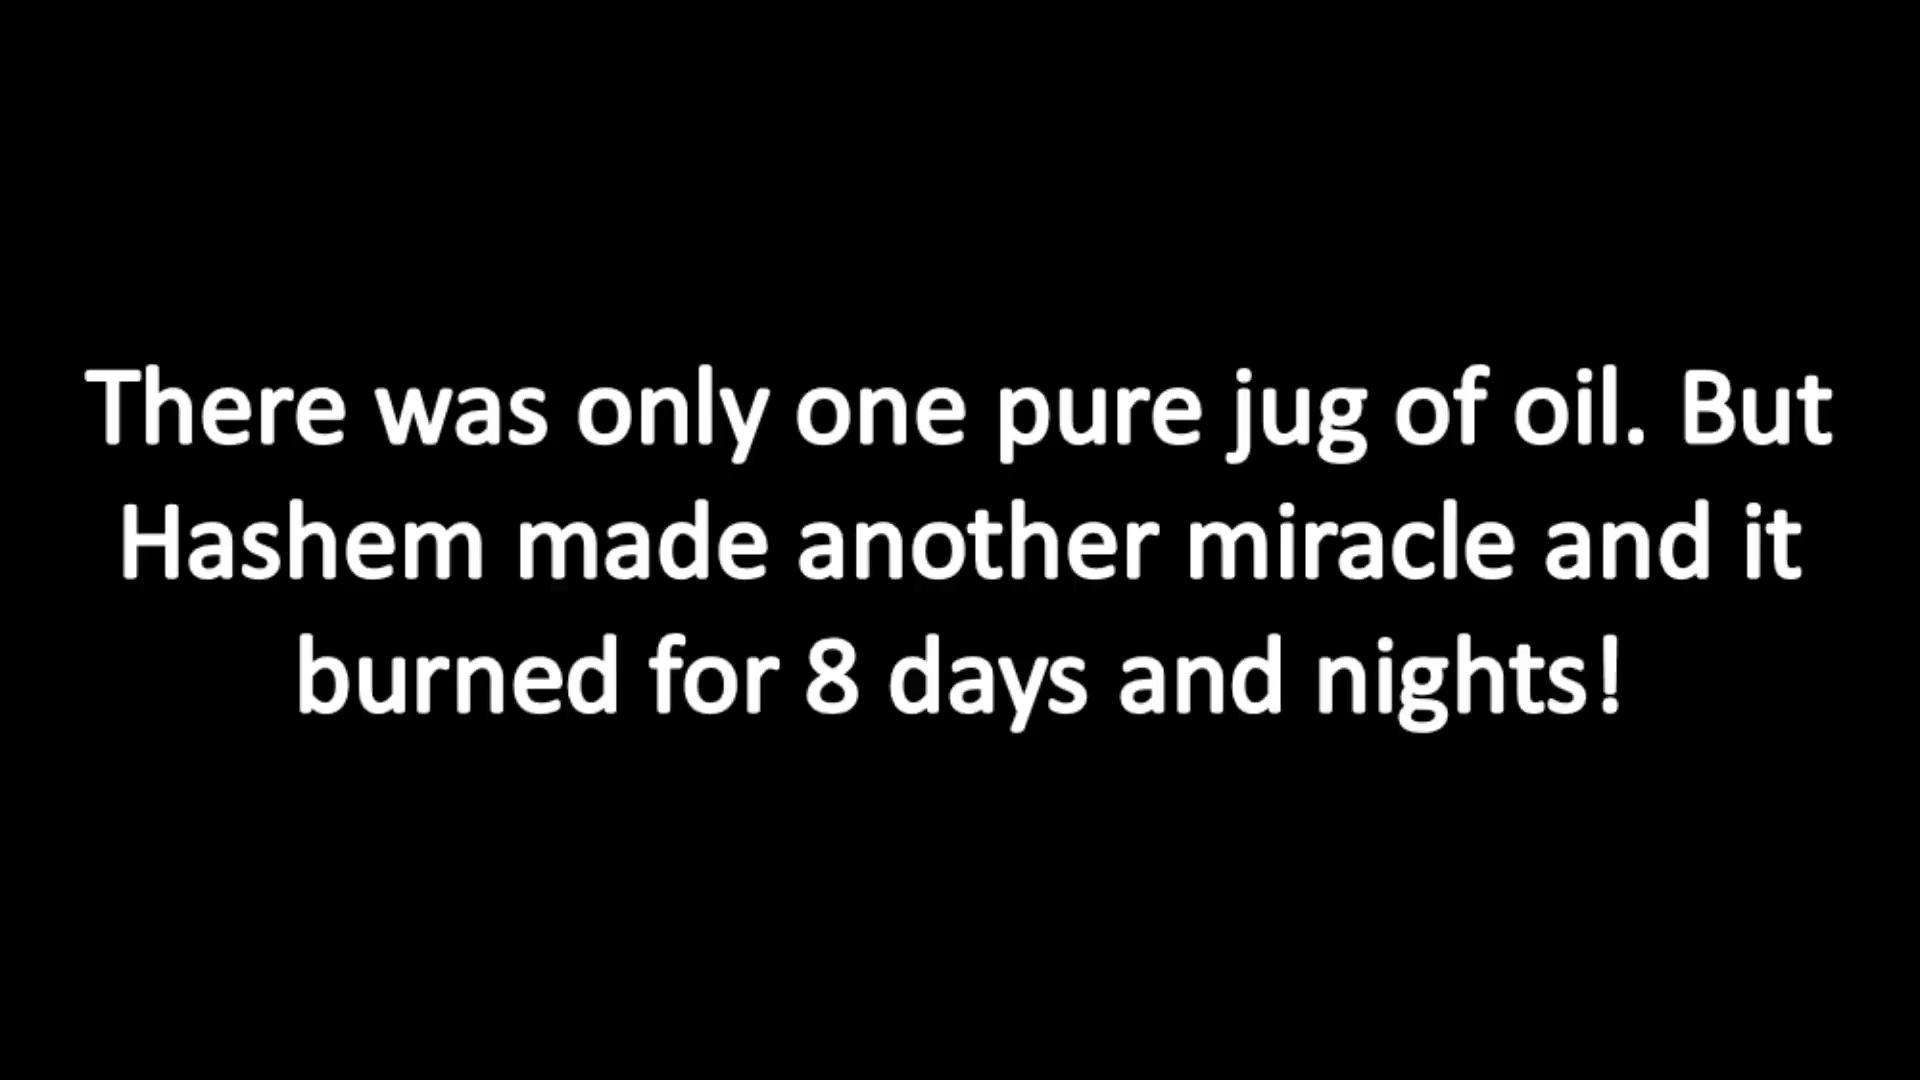 There was only one pure jug of oil. But
Hashem made another miracle and it
burned for 8 days and nights!